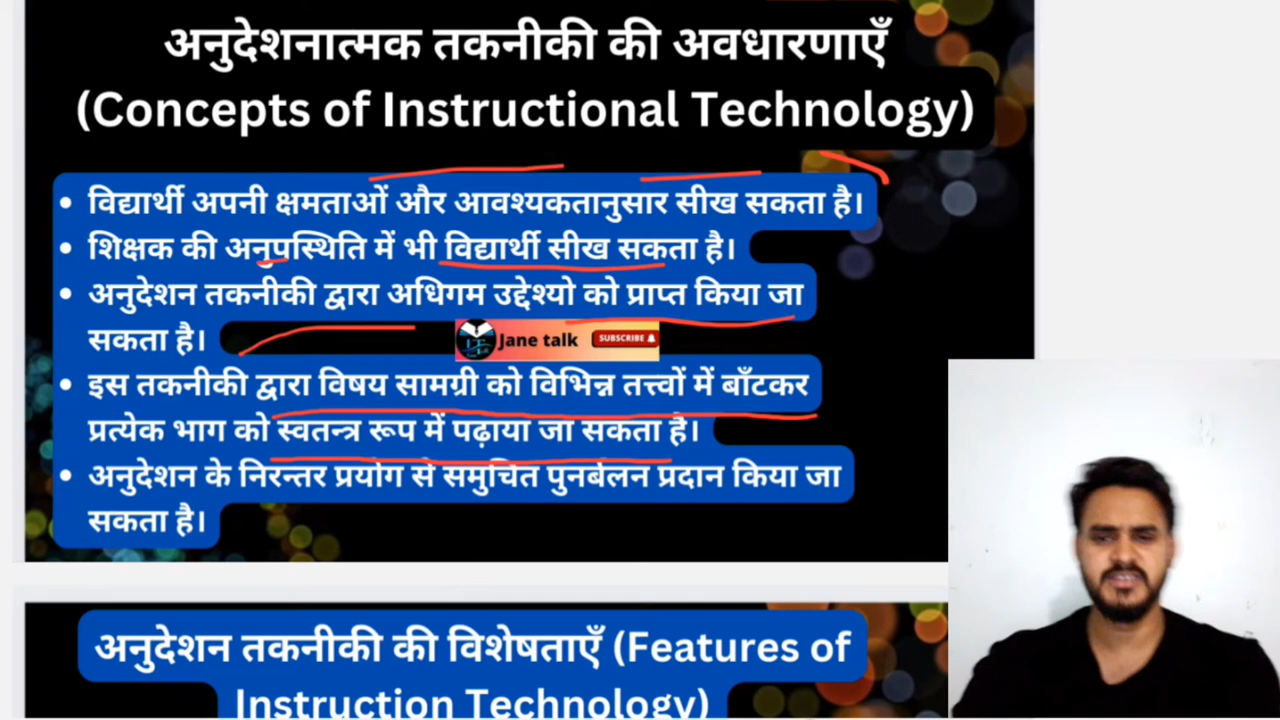 अनुदेशनात्मक तकनीकी की अवधारणाएँ
(Concepts of Instructional Technology)
• विद्यार्थी अपनी क्षमताओं और आवश्यकतानुसार सीख सकता है।
• शिक्षक की अनुपस्थिति में भी विद्यार्थी सीख सकता है।
• अनुदेशन तकनीकी द्वारा अधिगम उद्देश्यो को प्राप्त किया जा
सकता है।
Jane talk
SUBSCRIBE
• इस तकनीकी द्वारा विषय सामग्री को विभिन्न तत्त्वों में बाँटकर
प्रत्येक भाग को स्वतन्त्र रूप में पढ़ाया जा सकता है।
• अनुदेशन के निरन्तर प्रयोग से समुचित पुनर्बलन प्रदान किया जा
सकता है।
अनुदेशन तकनीकी की विशेषताएँ (Features of
Instruction Technology)